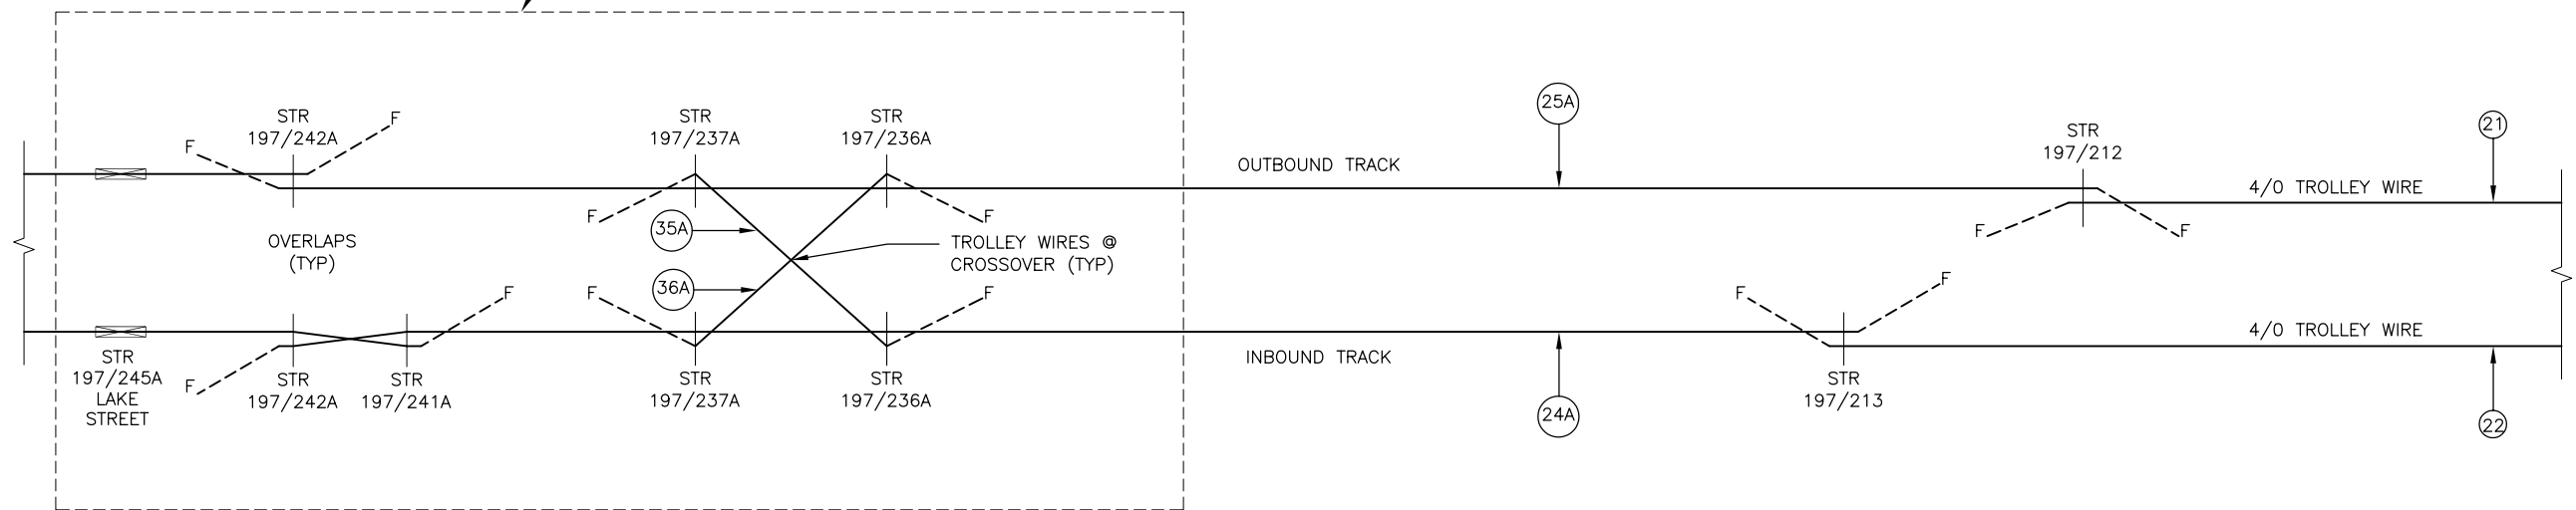 STR
197/242A
F
F
STR
197/237A
STR
197/236A
OUTBOUND TRACK
25A
STR
197/212
21
4/0 TROLLEY WIRE
F
F
F
F
35A
OVERLAPS
(TYP)
TROLLEY WIRES @
CROSSOVER (TYP)
36A
F
F
F
F
F
4/0 TROLLEY WIRE
STR
197/245A
LAKE
STREET
F
STR
197/242A
STR
197/241A
STR
197/237A
STR
197/236A
INBOUND TRACK
24A
STR
197/213
22